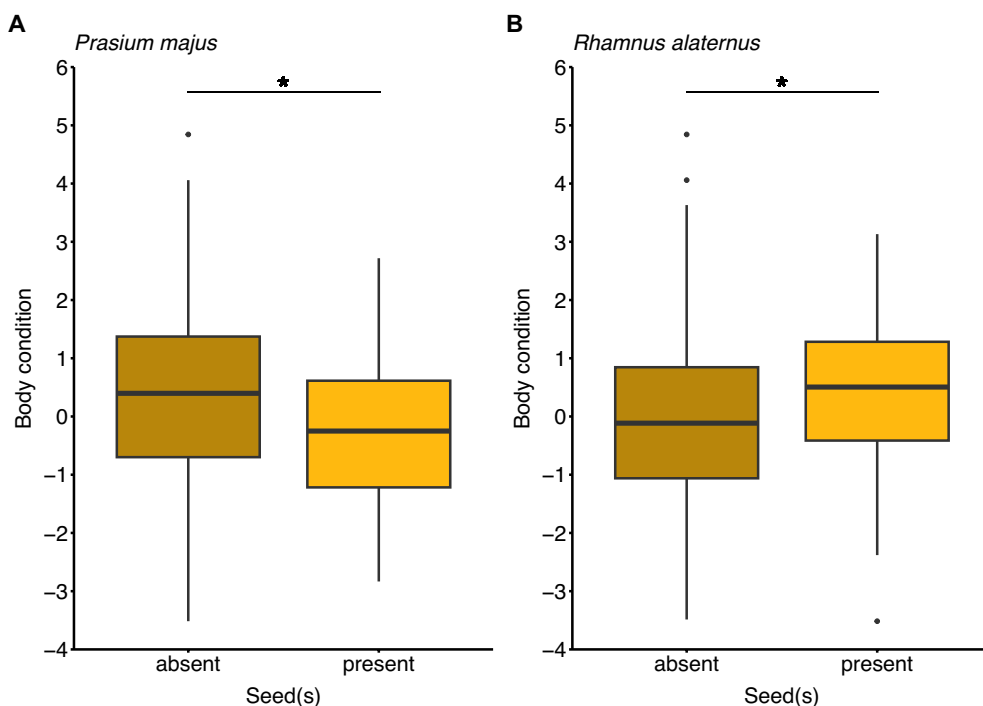 A
Prasium majus
*
6
5
4
3
2
1
0
−1
−2
−3
−4
Body condition
absent present
Seed(s)
B
Rhamnus alaternus
*
6
5
4
3
2
1
0
−1
−2
−3
−4
Body condition
absent present
Seed(s)